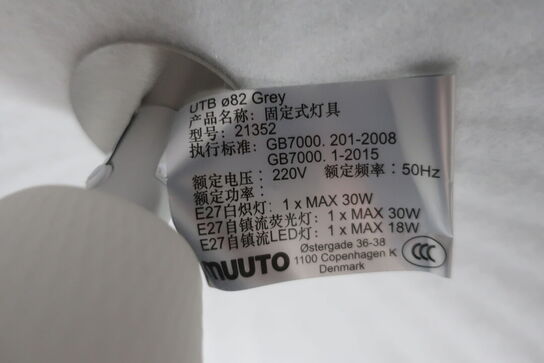 UTB ø82 Grey
产品名称: 固定式灯具
型号: 21352
执行标准: GB7000. 201-2008
GB7000. 1-2015
额定电压: 220V 额定频率: 50Hz
额定功率:
E27白炽灯: 1 x MAX 30W
E27自镇流荧光灯: 1 x MAX 30W
E27自镇流LED灯: 1 x MAX 18W
muuto
Østergade 36-38
1100 Copenhagen K
Denmark
CCC